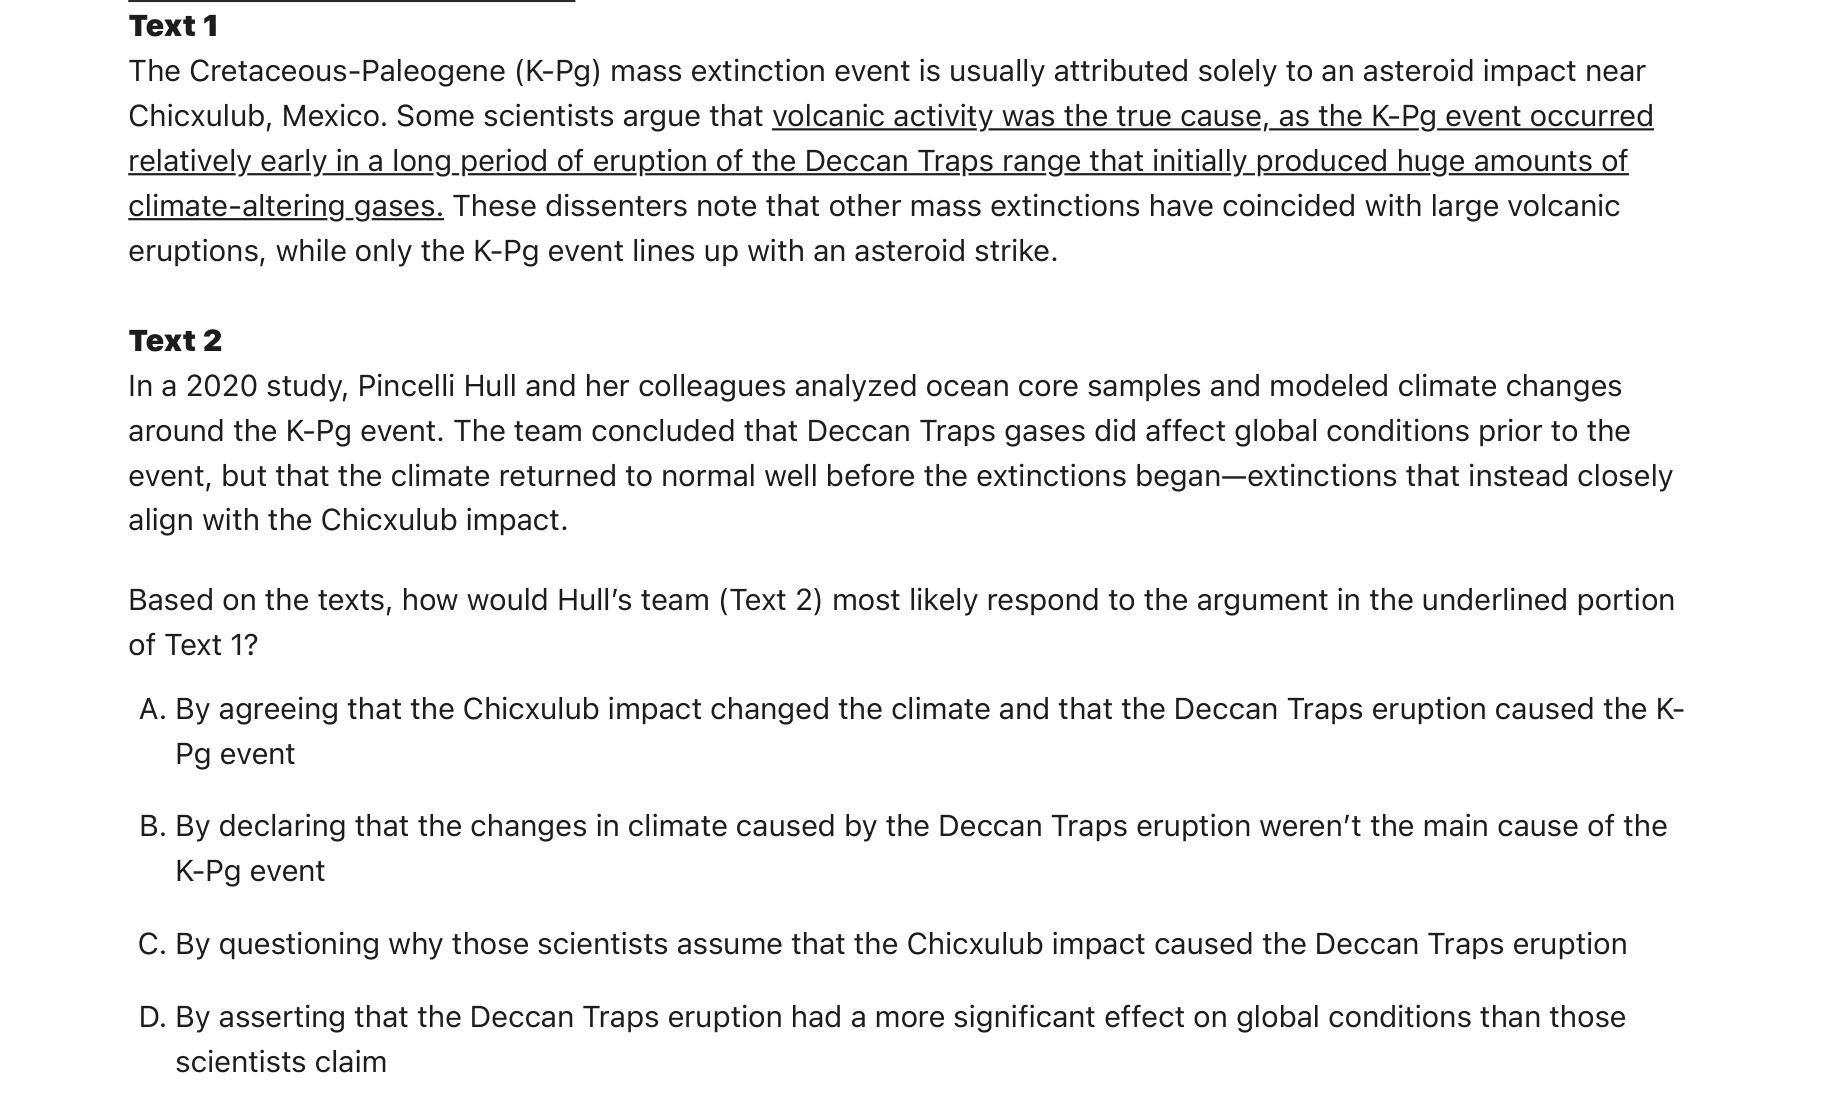 Text 1
The Cretaceous-Paleogene (K-Pg) mass extinction event is usually attributed solely to an asteroid impact near
Chicxulub, Mexico. Some scientists argue that volcanic activity was the true cause, as the K-Pg event occurred
relatively early in a long period of eruption of the Deccan Traps range that initially produced huge amounts of
climate-altering gases. These dissenters note that other mass extinctions have coincided with large volcanic
eruptions, while only the K-Pg event lines up with an asteroid strike.
Text 2
In a 2020 study, Pincelli Hull and her colleagues analyzed ocean core samples and modeled climate changes
around the K-Pg event. The team concluded that Deccan Traps gases did affect global conditions prior to the
event, but that the climate returned to normal well before the extinctions began—extinctions that instead closely
align with the Chicxulub impact.
Based on the texts, how would Hull’s team (Text 2) most likely respond to the argument in the underlined portion
of Text 1?
A. By agreeing that the Chicxulub impact changed the climate and that the Deccan Traps eruption caused the K-
Pg event
B. By declaring that the changes in climate caused by the Deccan Traps eruption weren’t the main cause of the
K-Pg event
C. By questioning why those scientists assume that the Chicxulub impact caused the Deccan Traps eruption
D. By asserting that the Deccan Traps eruption had a more significant effect on global conditions than those
scientists claim